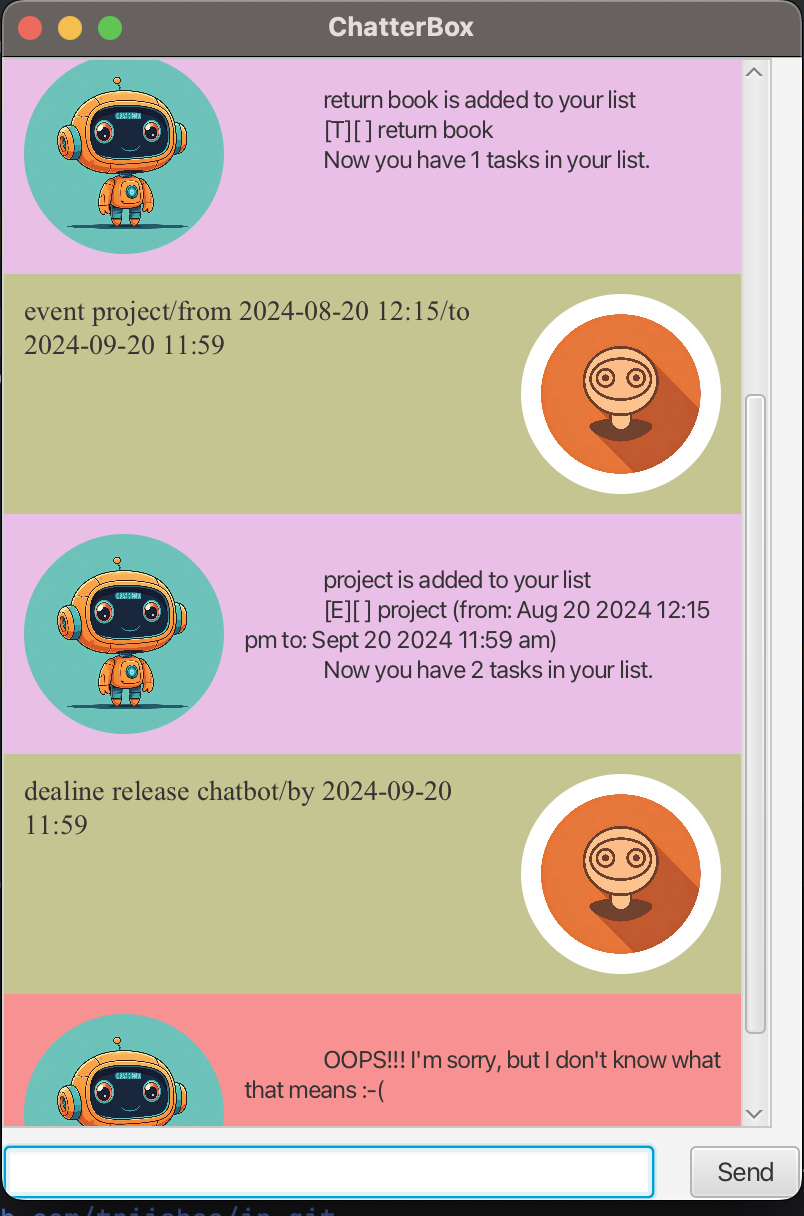 ChatterBox
return book is added to your list
[T][ ] return book
Now you have 1 tasks in your list.
event project/from 2024-08-20 12:15/to
2024-09-20 11:59
project is added to your list
[E][ ] project (from: Aug 20 2024 12:15
pm to: Sept 20 2024 11:59 am)
Now you have 2 tasks in your list.
dealine release chatbot/by 2024-09-20
11:59
OOPS!!! I'm sorry, but I don't know what
that means :-(
Send